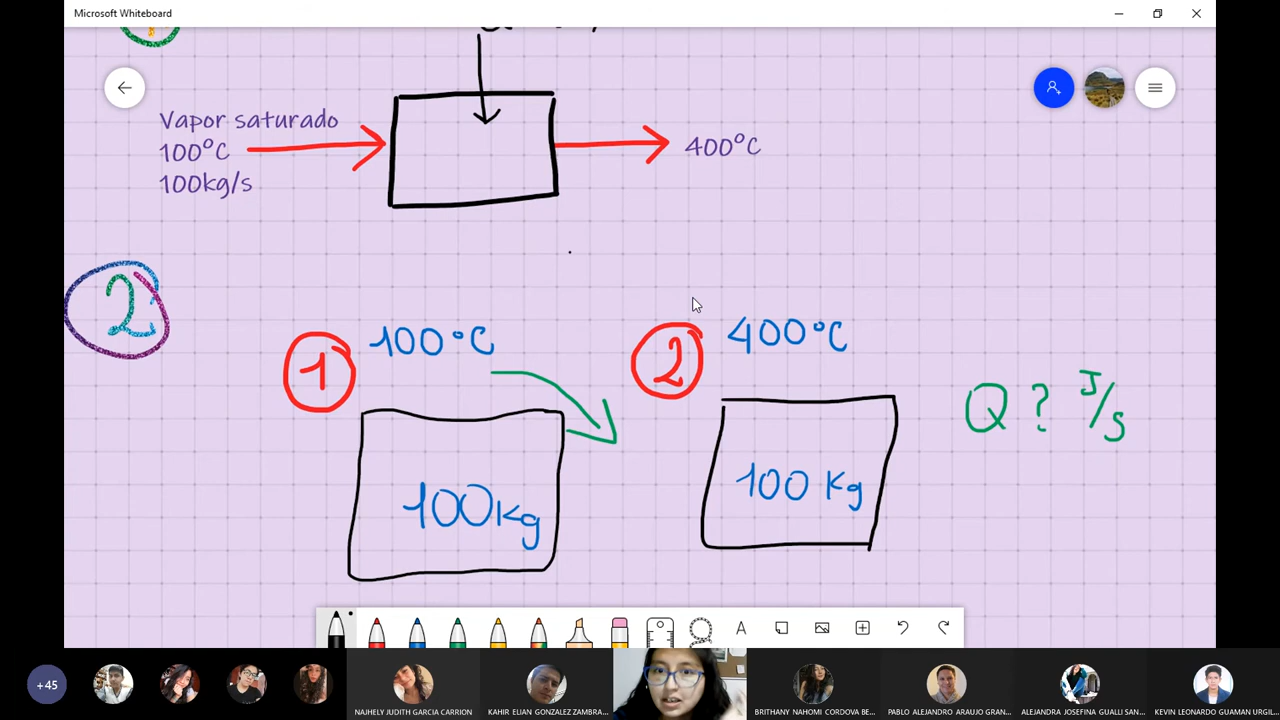 Microsoft Whiteboard
Vapor saturado
100°C
100kg/s
400°C
2
1
100°C
2
400°C
Q ? J/s
100Kg
100 Kg
A
+45
NAJHELY JUDITH GARCIA CARRION
KAHIR ELIAN GONZALEZ ZAMBRA...
BRITHANY NAHOMI CORDOVA BE...
PABLO ALEJANDRO ARAUJO GRAN...
ALEJANDRA JOSEFINA GUALLI SAN...
KEVIN LEONARDO GUAMAN URGIL...